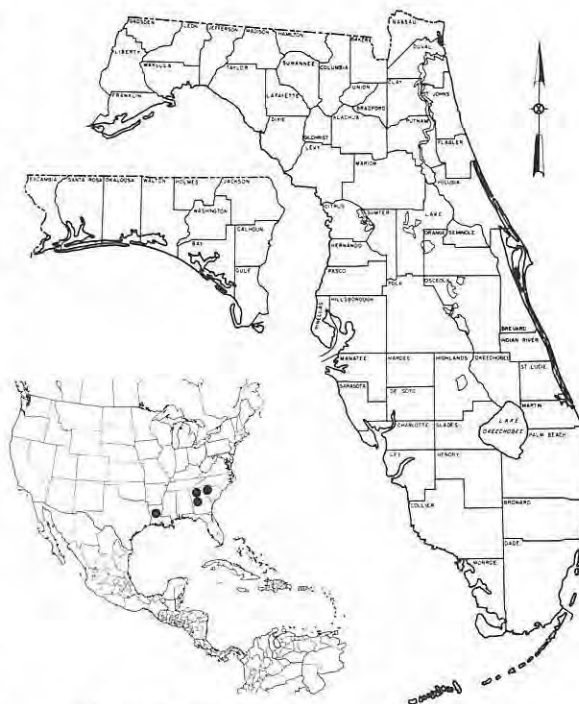 GADSDEN
LEON
JEFFERSON
MADISON
HAMILTON
NASSAU
BAKER
DUVAL
LIBERTY
WAKULLA
TAYLOR
SUWANNEE
COLUMBIA
UNION
CLAY
ST JOHNS
FRANKLIN
LAFAYETTE
BRADFORD
DIXIE
ALACHUA
PUTNAM
GILCHRIST
LEVY
FLAGLER
MARION
VOLUSIA
ESCAMBIA
SANTA ROSA
OKALOOSA
WALTON
HOLMES
JACKSON
WASHINGTON
BAY
CALHOUN
GULF
CITRUS
SUMTER
LAKE
ORANGE
SEMINOLE
HERNANDO
PASCO
POLK
OSCEOLA
PINELLAS
HILLSBOROUGH
BREVARD
INDIAN RIVER
MANATEE
HARDEE
HIGHLANDS
OKEECHOBEE
ST LUCIE
SARASOTA
DE SOTO
MARTIN
CHARLOTTE
GLADES
LAKE
OKEECHOBEE
PALM BEACH
LEE
HENDRY
COLLIER
BROWARD
DADE
MONROE